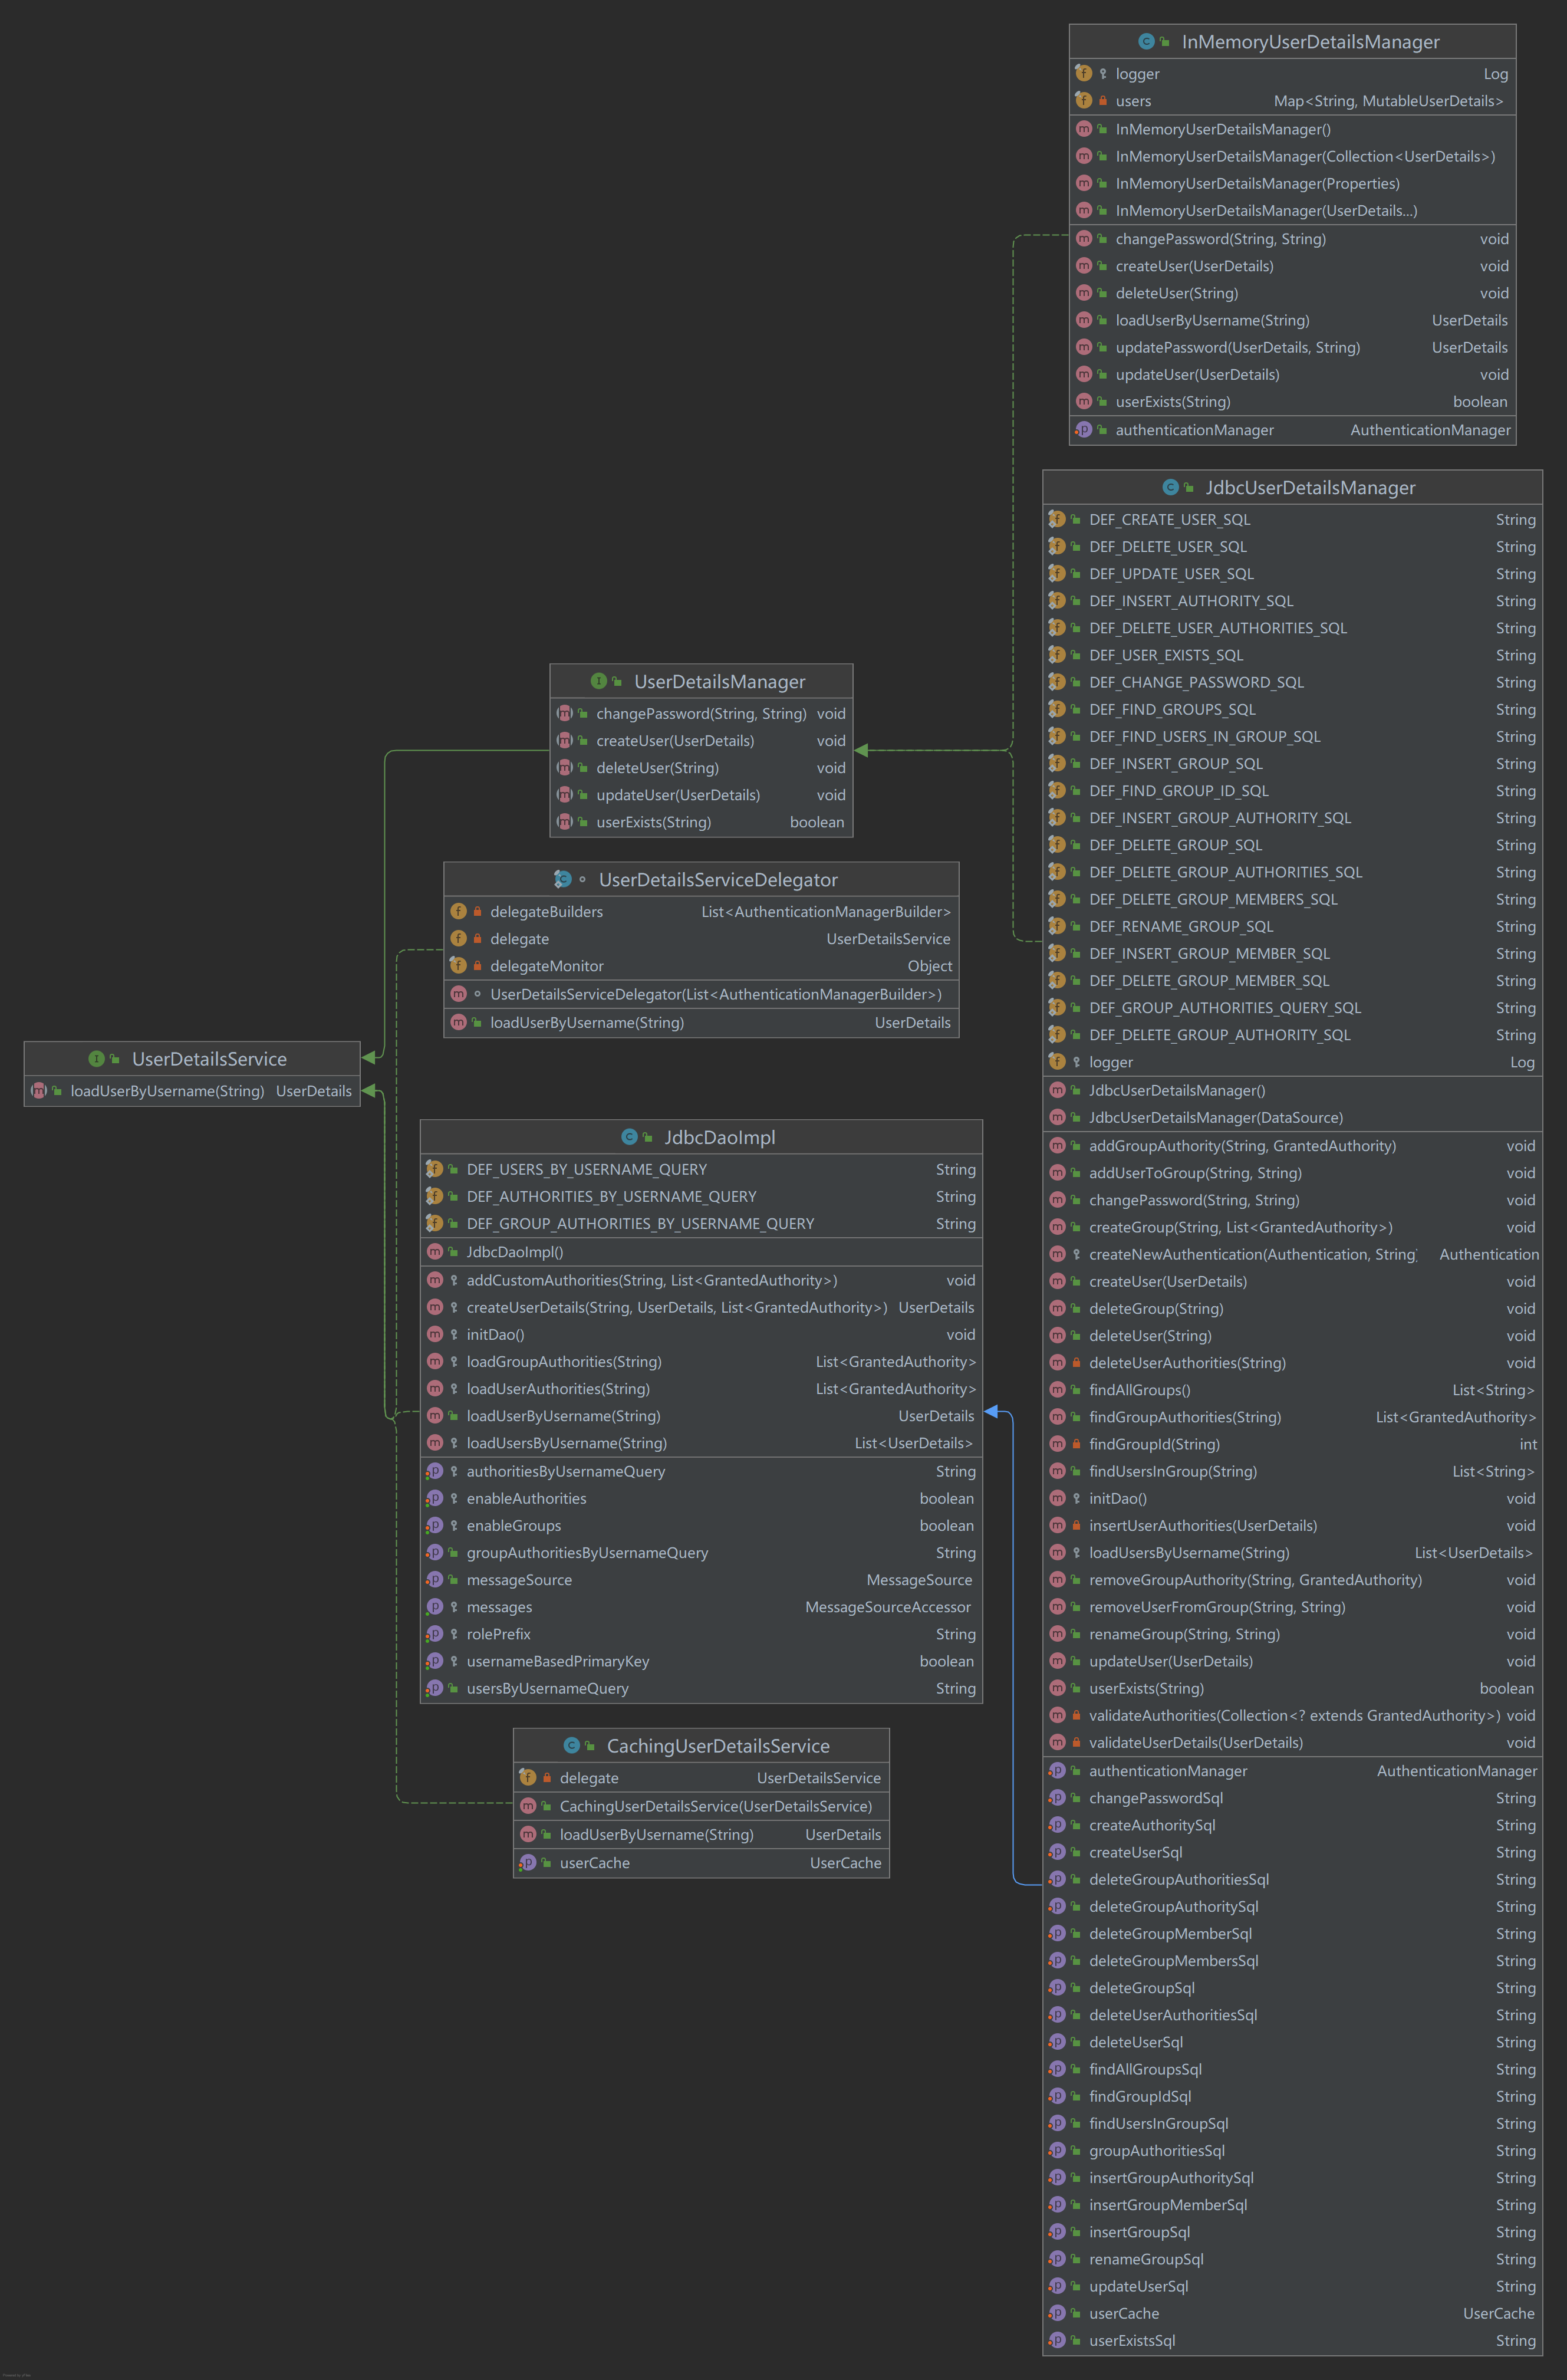 InMemoryUserDetailsManager
logger Log
users Map<String, MutableUserDetails>
InMemoryUserDetailsManager()
InMemoryUserDetailsManager(Collection<UserDetails>)
InMemoryUserDetailsManager(Properties)
InMemoryUserDetailsManager(UserDetails...)
changePassword(String, String) void
createUser(UserDetails) void
deleteUser(String) void
loadUserByUsername(String) UserDetails
updatePassword(UserDetails, String) UserDetails
updateUser(UserDetails) void
userExists(String) boolean
authenticationManager AuthenticationManager
JdbcUserDetailsManager
DEF_CREATE_USER_SQL String
DEF_DELETE_USER_SQL String
DEF_UPDATE_USER_SQL String
DEF_INSERT_AUTHORITY_SQL String
DEF_DELETE_USER_AUTHORITIES_SQL String
DEF_USER_EXISTS_SQL String
DEF_CHANGE_PASSWORD_SQL String
DEF_FIND_GROUPS_SQL String
DEF_FIND_USERS_IN_GROUP_SQL String
DEF_INSERT_GROUP_SQL String
DEF_FIND_GROUP_ID_SQL String
DEF_INSERT_GROUP_AUTHORITY_SQL String
DEF_DELETE_GROUP_SQL String
DEF_DELETE_GROUP_AUTHORITIES_SQL String
DEF_DELETE_GROUP_MEMBERS_SQL String
DEF_RENAME_GROUP_SQL String
DEF_INSERT_GROUP_MEMBER_SQL String
DEF_DELETE_GROUP_MEMBER_SQL String
DEF_GROUP_AUTHORITIES_QUERY_SQL String
DEF_DELETE_GROUP_AUTHORITY_SQL String
logger Log
JdbcUserDetailsManager()
JdbcUserDetailsManager(DataSource)
addGroupAuthority(String, GrantedAuthority) void
addUserToGroup(String, String) void
changePassword(String, String) void
createGroup(String, List<GrantedAuthority>) void
createNewAuthentication(Authentication, String) Authentication
createUser(UserDetails) void
deleteGroup(String) void
deleteUser(String) void
deleteUserAuthorities(String) void
findAllGroups() List<String>
findGroupAuthorities(String) List<GrantedAuthority>
findGroupId(String) int
findUsersInGroup(String) List<String>
initDao() void
insertUserAuthorities(UserDetails) void
loadUsersByUsername(String) List<UserDetails>
removeGroupAuthority(String, GrantedAuthority) void
removeUserFromGroup(String, String) void
renameGroup(String, String) void
updateUser(UserDetails) void
userExists(String) boolean
validateAuthorities(Collection<? extends GrantedAuthority>) void
validateUserDetails(UserDetails) void
authenticationManager AuthenticationManager
changePasswordSql String
createAuthoritySql String
createUserSql String
deleteGroupAuthoritiesSql String
deleteGroupAuthoritySql String
deleteGroupMemberSql String
deleteGroupMembersSql String
deleteGroupSql String
deleteUserAuthoritiesSql String
deleteUserSql String
findAllGroupsSql String
findGroupIdSql String
findUsersInGroupSql String
groupAuthoritiesSql String
insertGroupAuthoritySql String
insertGroupMemberSql String
insertGroupSql String
renameGroupSql String
updateUserSql String
userCache UserCache
userExistsSql String
UserDetailsManager
changePassword(String, String) void
createUser(UserDetails) void
deleteUser(String) void
updateUser(UserDetails) void
userExists(String) boolean
UserDetailsServiceDelegator
delegateBuilders List<AuthenticationManagerBuilder>
delegate UserDetailsService
delegateMonitor Object
UserDetailsServiceDelegator(List<AuthenticationManagerBuilder>)
loadUserByUsername(String) UserDetails
UserDetailsService
loadUserByUsername(String) UserDetails
JdbcDaoImpl
DEF_USERS_BY_USERNAME_QUERY String
DEF_AUTHORITIES_BY_USERNAME_QUERY String
DEF_GROUP_AUTHORITIES_BY_USERNAME_QUERY String
JdbcDaoImpl()
addCustomAuthorities(String, List<GrantedAuthority>) void
createUserDetails(String, UserDetails, List<GrantedAuthority>) UserDetails
initDao() void
loadGroupAuthorities(String) List<GrantedAuthority>
loadUserAuthorities(String) List<GrantedAuthority>
loadUserByUsername(String) UserDetails
loadUsersByUsername(String) List<UserDetails>
authoritiesByUsernameQuery String
enableAuthorities boolean
enableGroups boolean
groupAuthoritiesByUsernameQuery String
messageSource MessageSource
messages MessageSourceAccessor
rolePrefix String
usernameBasedPrimaryKey boolean
usersByUsernameQuery String
CachingUserDetailsService
delegate UserDetailsService
CachingUserDetailsService(UserDetailsService)
loadUserByUsername(String) UserDetails
userCache UserCache